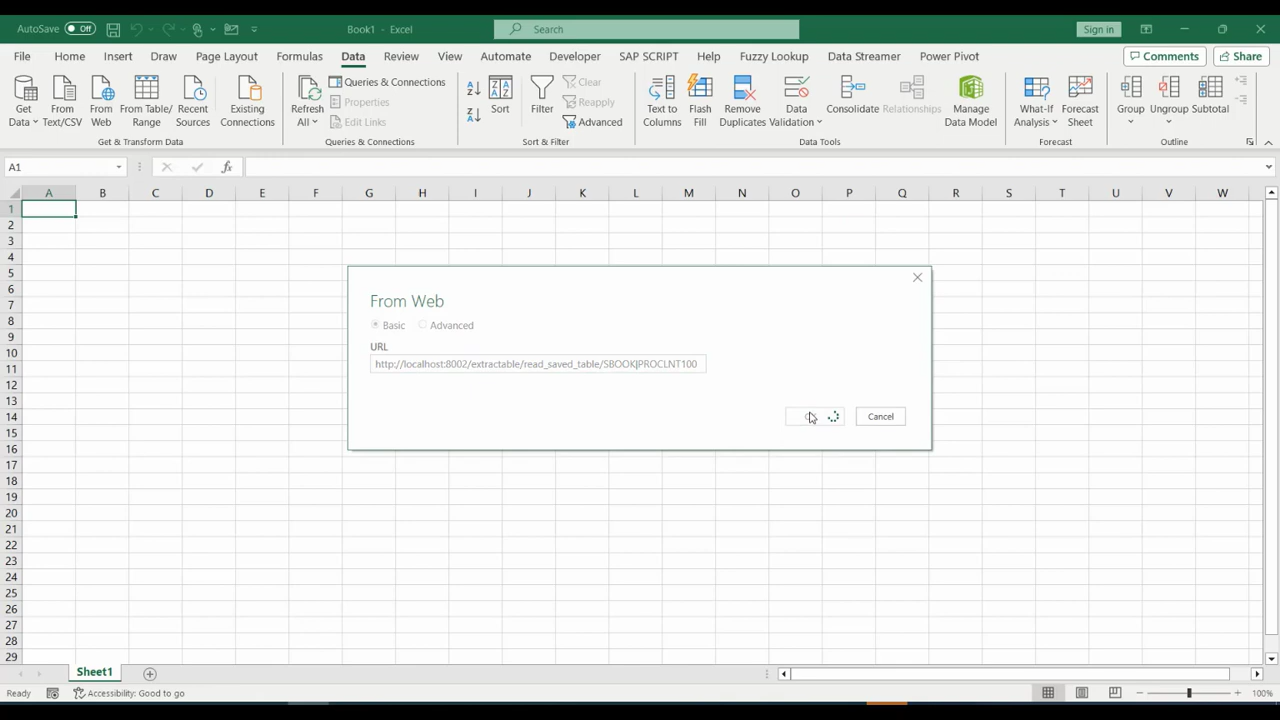 AutoSave Off Book1 - Excel Search Sign in
File Home Insert Draw Page Layout Formulas Data Review View Automate Developer SAP SCRIPT Help Fuzzy Lookup Data Streamer Power Pivot Comments Share
Get Data From Text/CSV From Web From Table/ Range Recent Sources Existing Connections
Refresh All Queries & Connections
Properties
Edit Links
Sort Filter Clear
Reapply
Advanced
Text to Columns Flash Fill Remove Duplicates Data Validation Consolidate Relationships Manage Data Model
What-If Analysis Forecast Sheet Group Ungroup Subtotal
Get & Transform Data Queries & Connections Sort & Filter Data Tools Forecast Outline
A1 fx
A B C D E F G H I J K L M N O P Q R S T U V W
1
2
3
4
5
6
7
8
9
10
11
12
13
14
15
16
17
18
19
20
21
22
23
24
25
26
27
28
29
From Web
Basic Advanced
URL
http://localhost:8002/extractable/read_saved_table/SBOOK|PROCLNT100
Cancel
Sheet1
Ready Accessibility: Good to go 100%